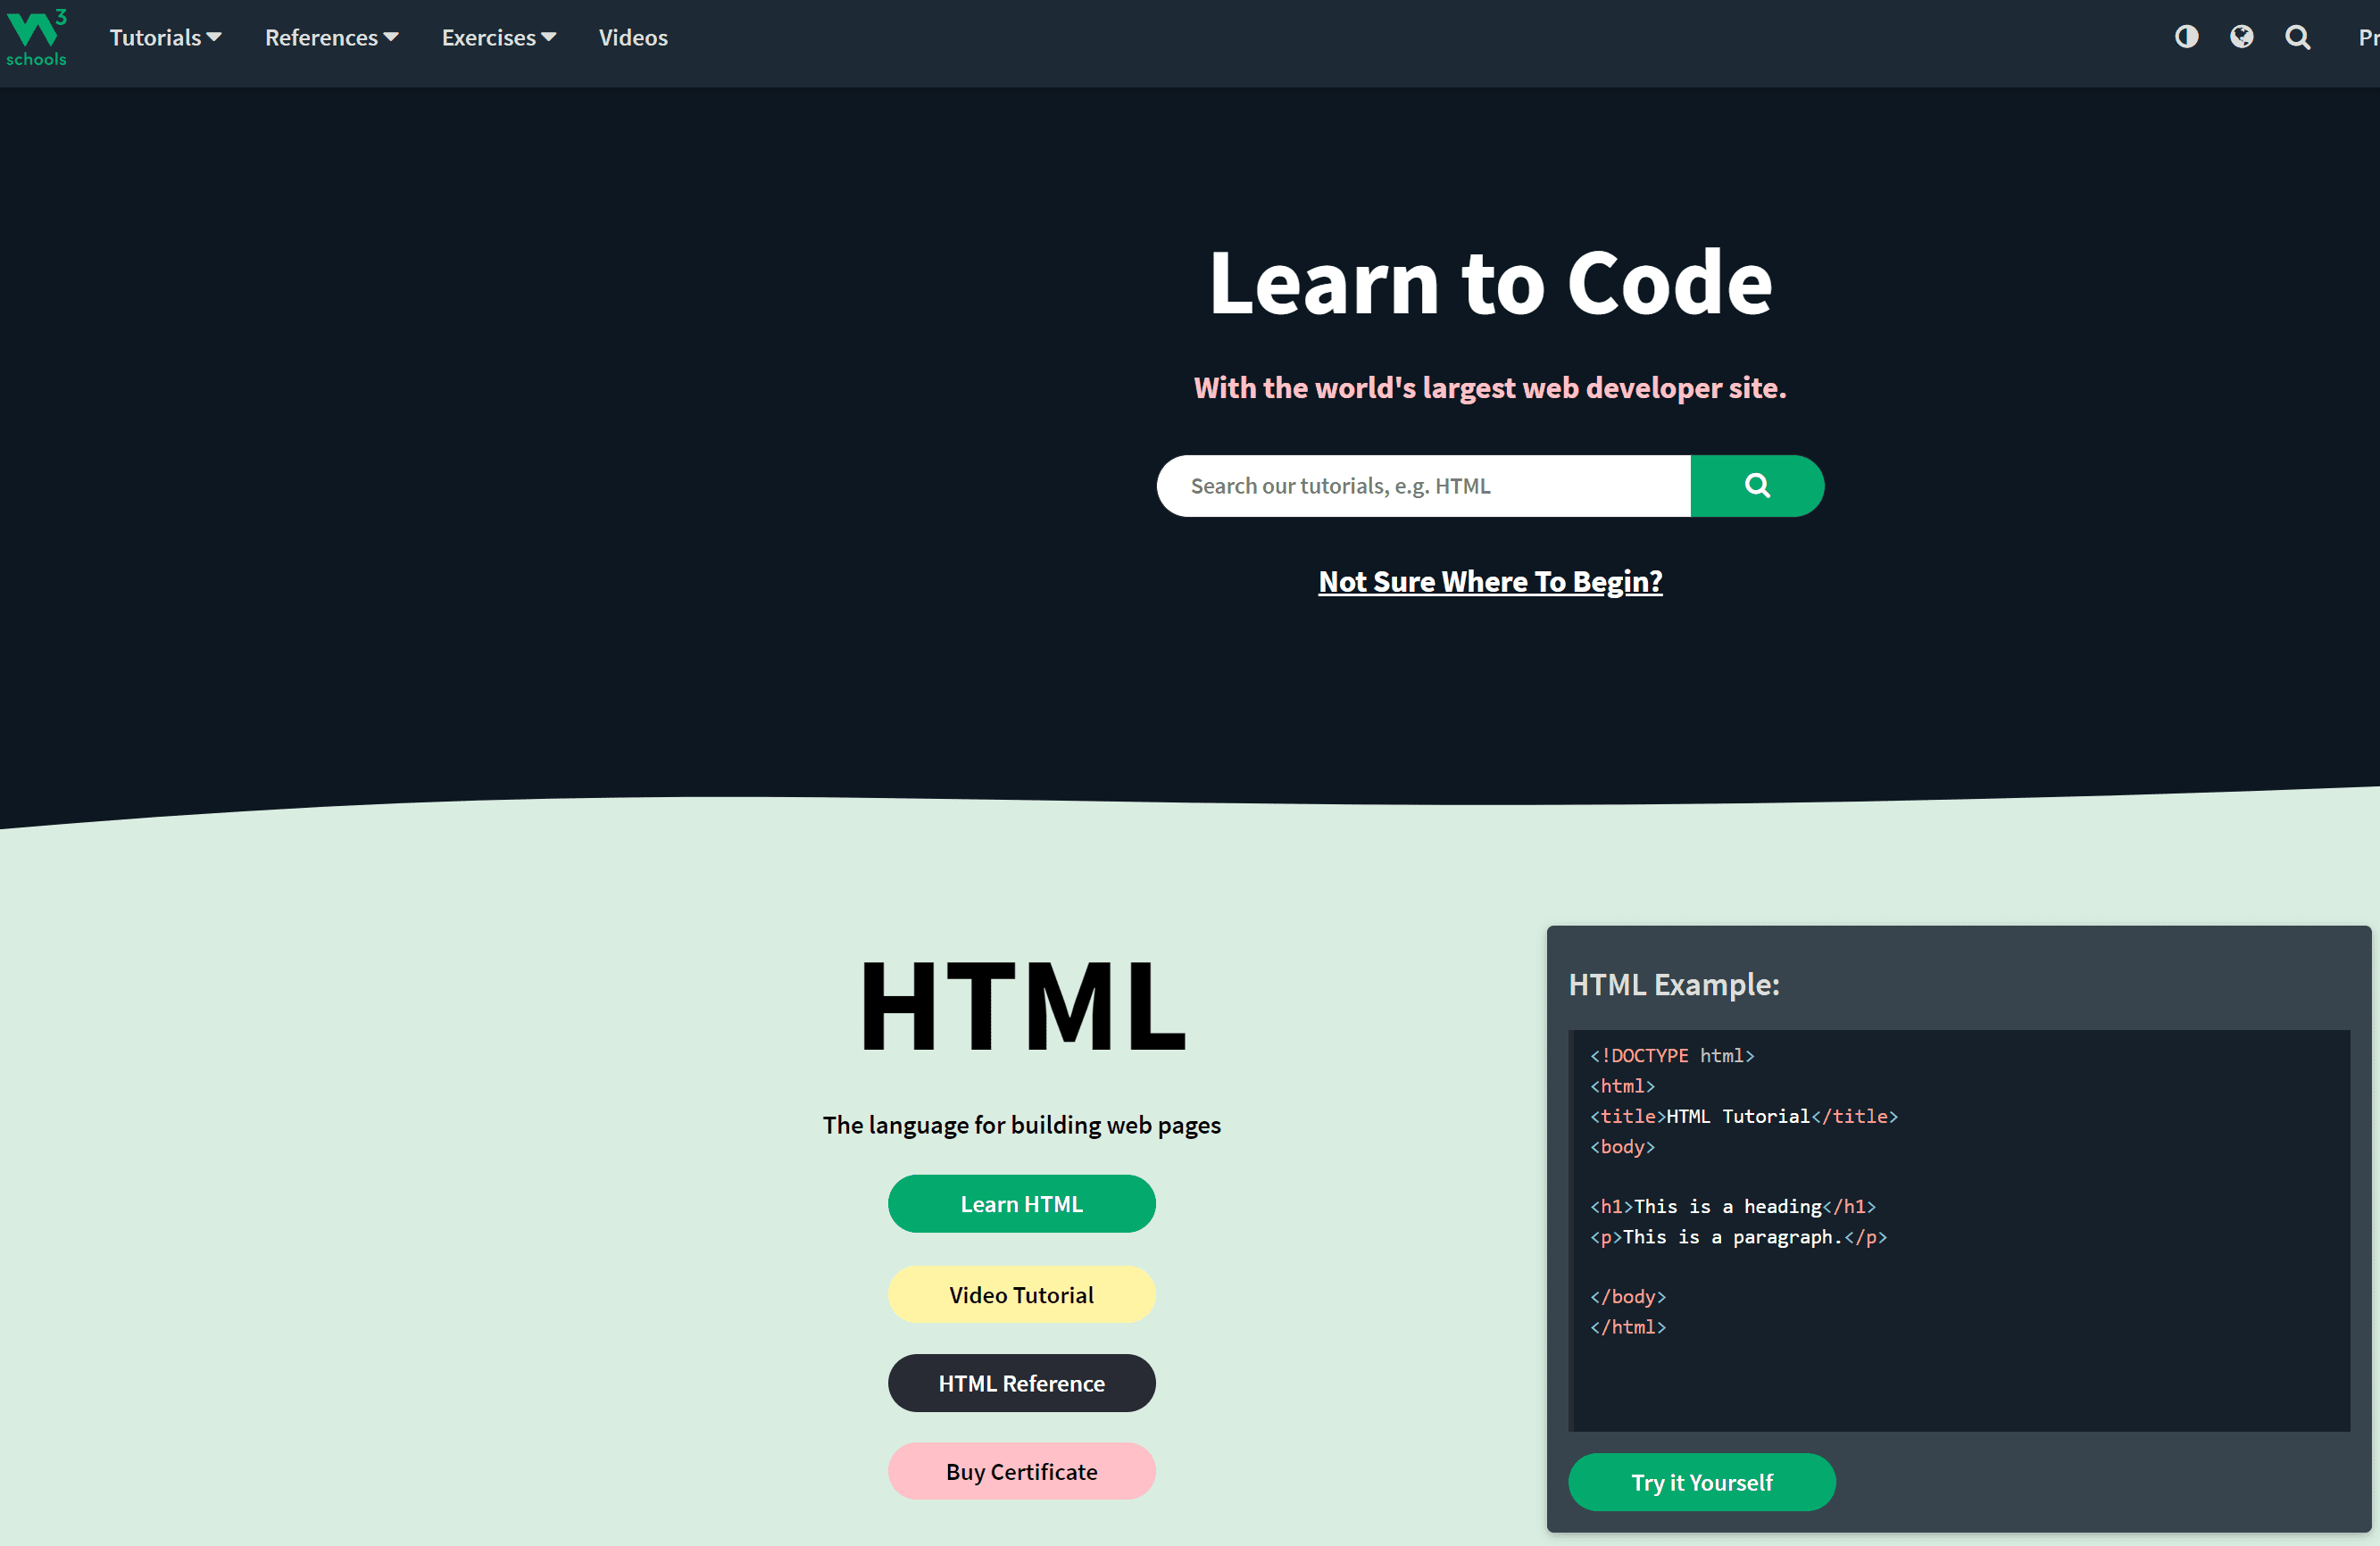 W3 schools
Tutorials References Exercises Videos Pr
Learn to Code
With the world's largest web developer site.
Search our tutorials, e.g. HTML
Not Sure Where To Begin?
HTML
The language for building web pages
Learn HTML
Video Tutorial
HTML Reference
Buy Certificate
HTML Example:
<!DOCTYPE html>
<html>
<title>HTML Tutorial</title>
<body>
<h1>This is a heading</h1>
<p>This is a paragraph.</p>
</body>
</html>
Try it Yourself